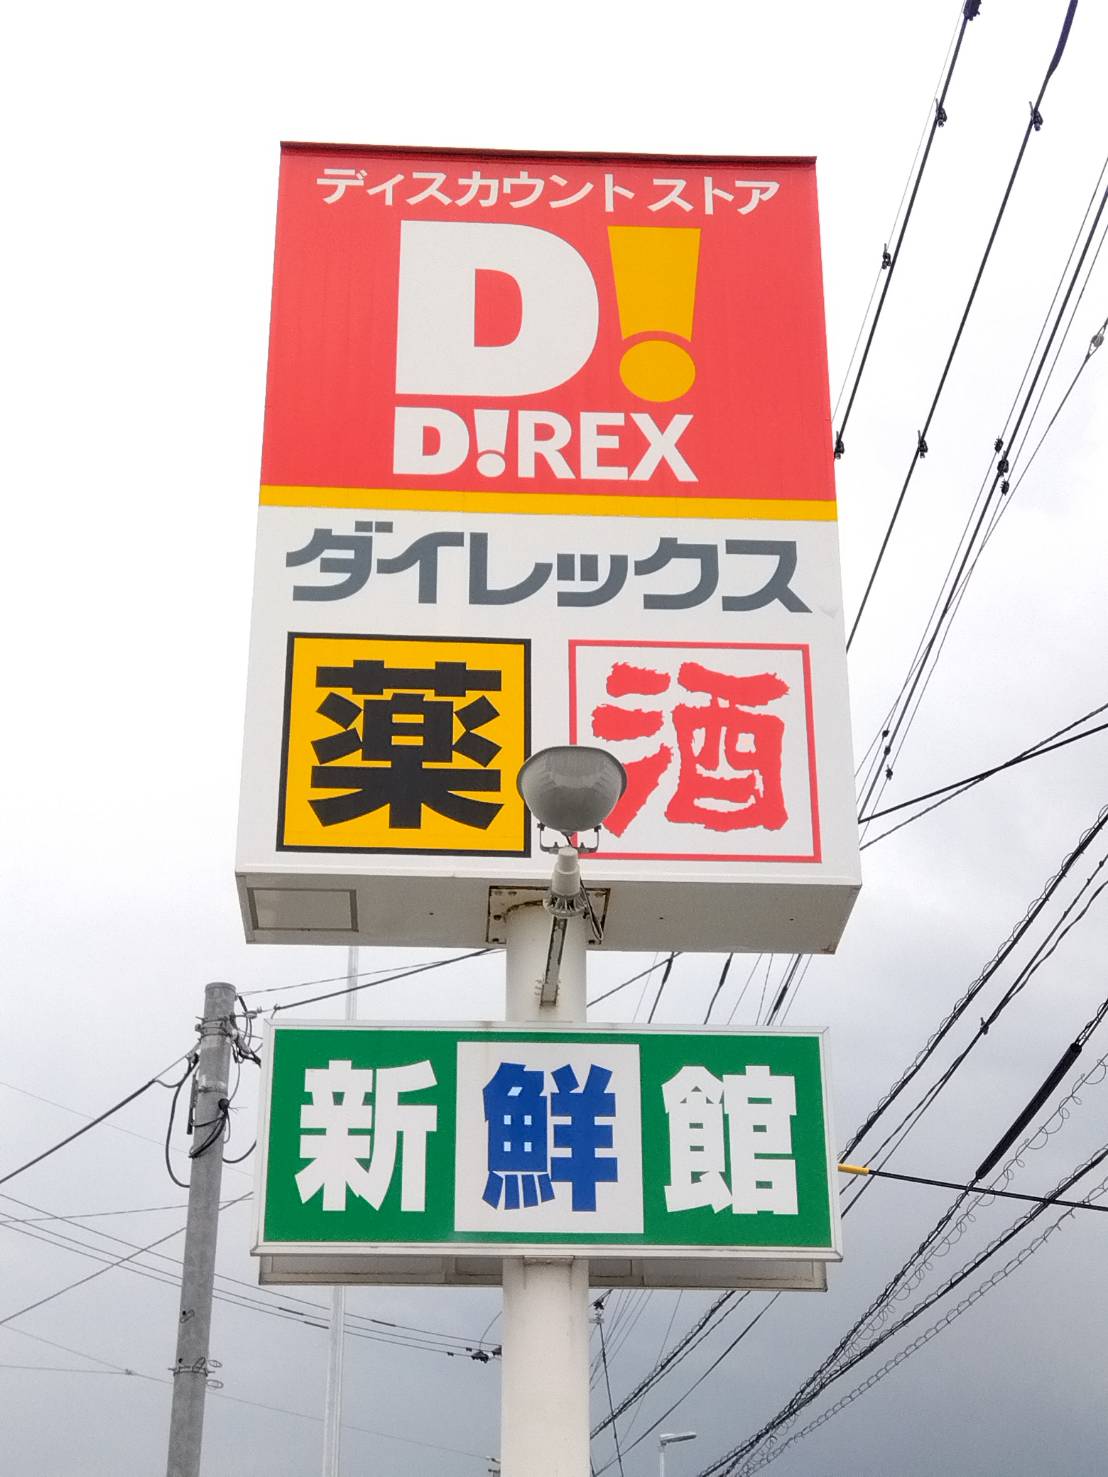 ディスカウント ストア
D!
D!REX
ダイレックス
薬 酒
新鮮館